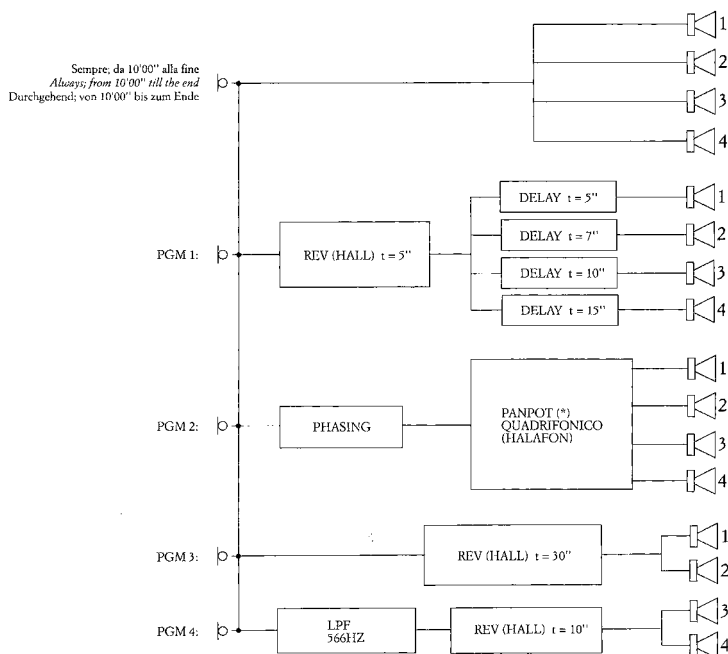 1
2
3
4
Sempre; da 10'00" alla fine
Always; from 10'00" till the end
Durchgehend; von 10'00" bis zum Ende
PGM 1:
REV (HALL) t = 5"
DELAY t = 5"
1
DELAY t = 7"
2
DELAY t = 10"
3
DELAY t = 15"
4
PGM 2:
PHASING
PANPOT (*)
QUADRIFONICO
(HALAFON)
1
2
3
4
PGM 3:
REV (HALL) t = 30"
1
2
PGM 4:
LPF
566HZ
REV (HALL) t = 10"
3
4